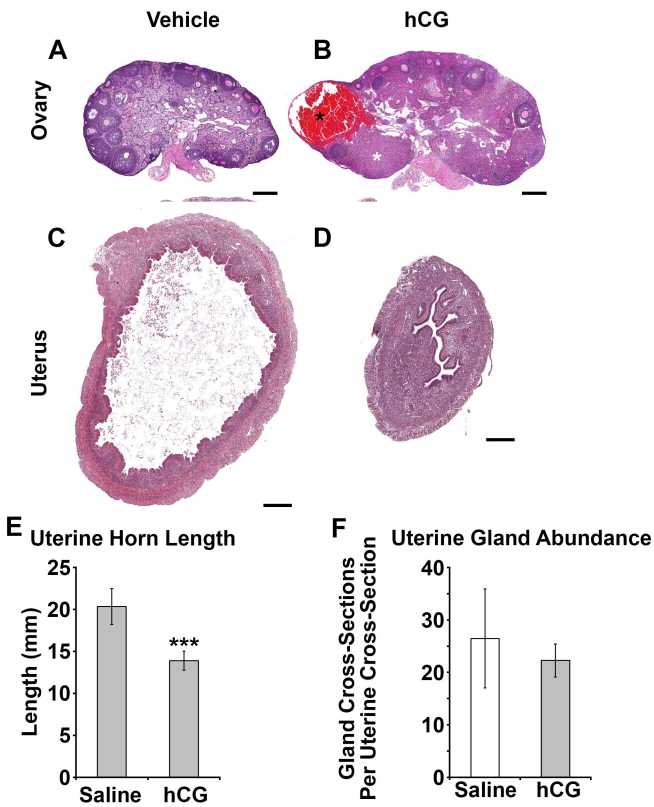 Vehicle
hCG
A
B
Ovary
*
*
C
D
Uterus
E
Uterine Horn Length
Length (mm)
25
20
15
10
5
0
***
Saline
hCG
F
Uterine Gland Abundance
Gland Cross-Sections
Per Uterine Cross-Section
40
30
20
10
0
Saline
hCG